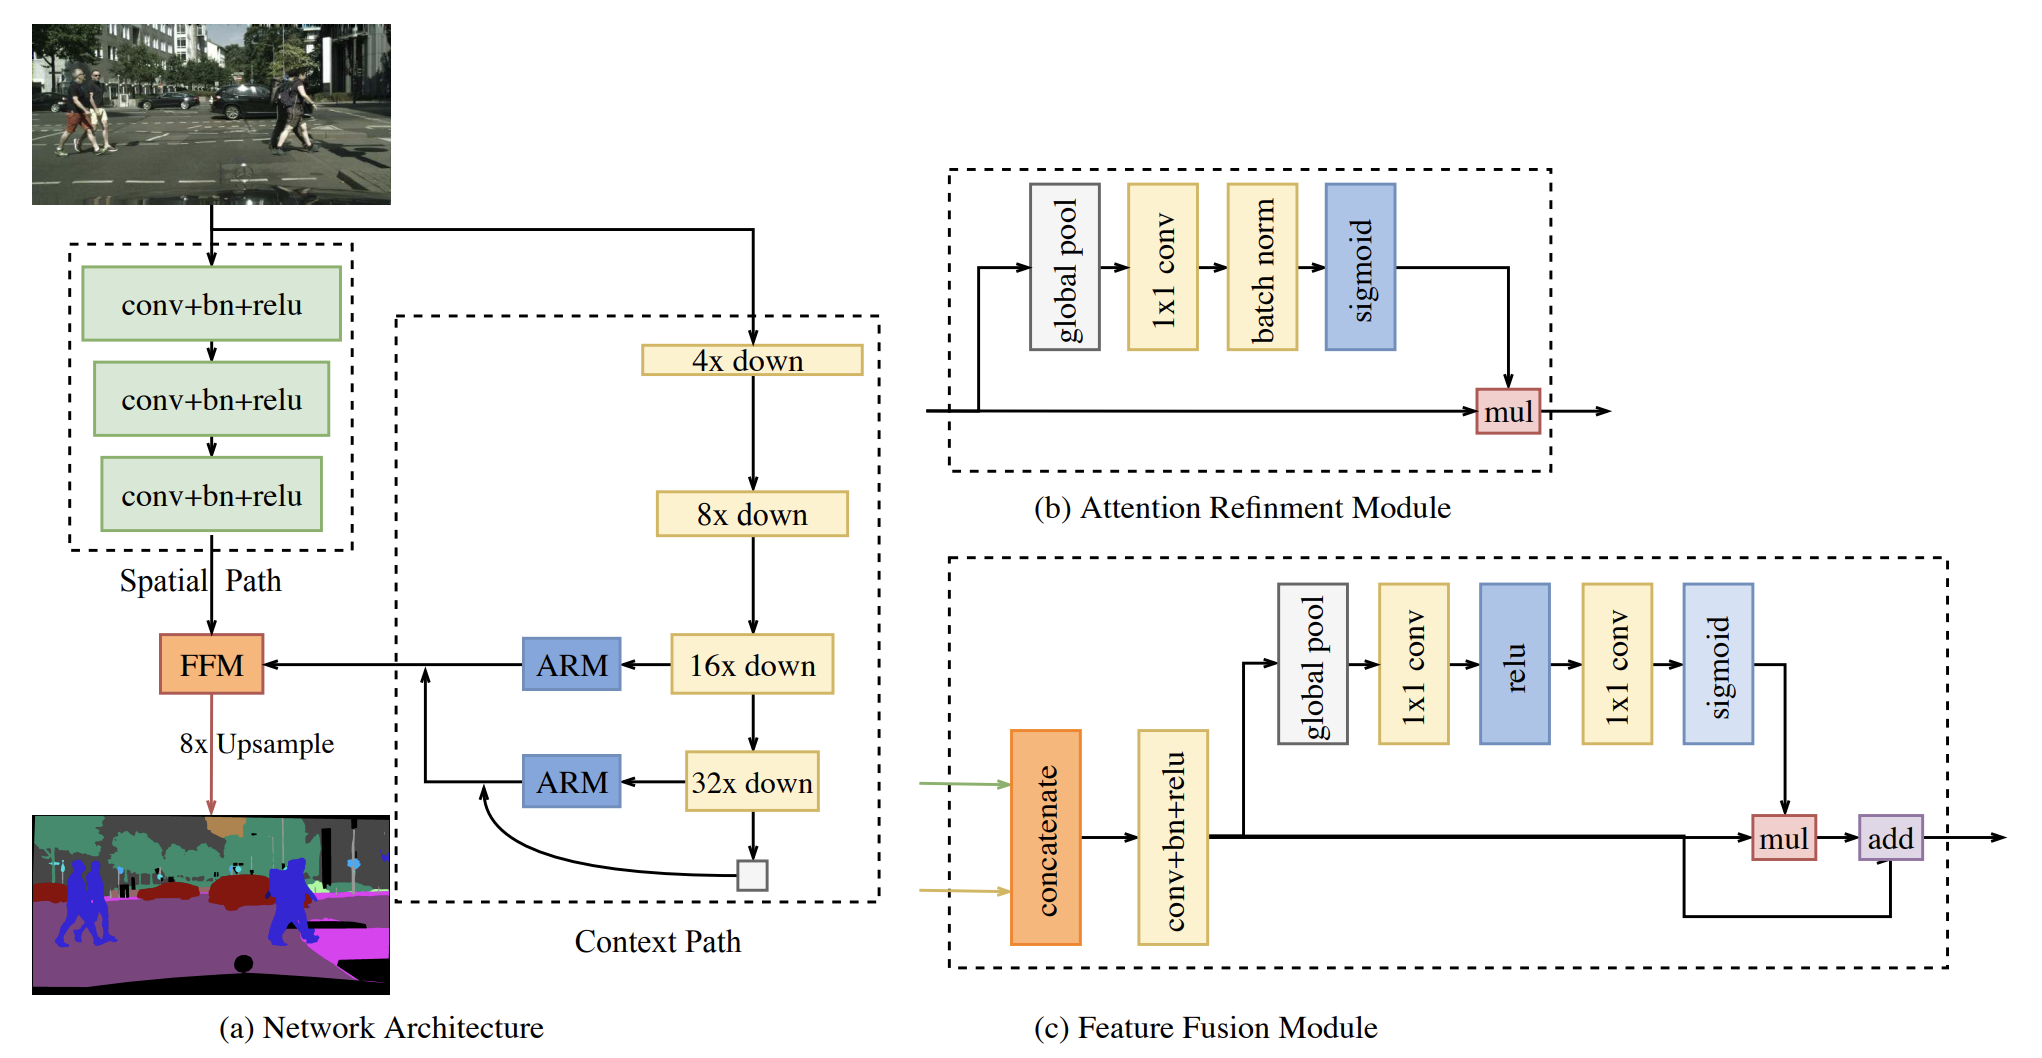 conv+bn+relu
conv+bn+relu
conv+bn+relu
Spatial Path
FFM
8x Upsample
4x down
8x down
ARM
16x down
ARM
32x down
Context Path
(a) Network Architecture
global pool
1x1 conv
batch norm
sigmoid
mul
(b) Attention Refinment Module
concatenate
conv+bn+relu
global pool
1x1 conv
relu
1x1 conv
sigmoid
mul
add
(c) Feature Fusion Module